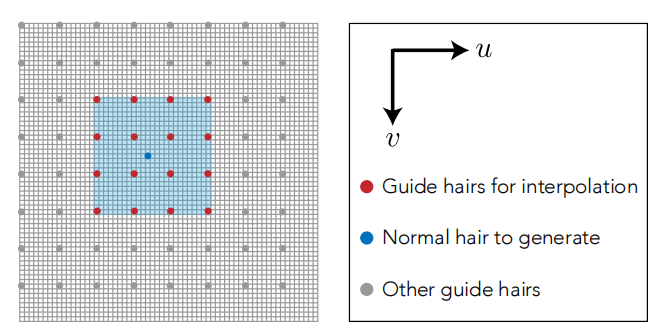 u
v
Guide hairs for interpolation
Normal hair to generate
Other guide hairs